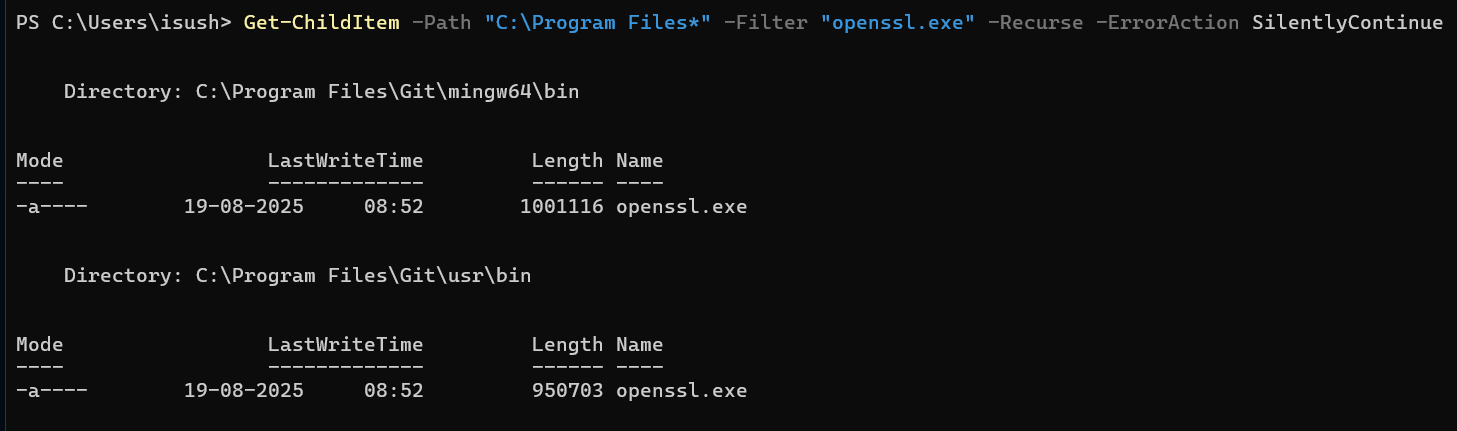 PS C:\Users\isush> Get-ChildItem -Path "C:\Program Files*" -Filter "openssl.exe" -Recurse -ErrorAction SilentlyContinue
Directory: C:\Program Files\Git\mingw64\bin
Mode                 LastWriteTime         Length Name
----                 -------------         ------ ----
-a----        19-08-2025     08:52        1001116 openssl.exe
Directory: C:\Program Files\Git\usr\bin
Mode                 LastWriteTime         Length Name
----                 -------------         ------ ----
-a----        19-08-2025     08:52         950703 openssl.exe